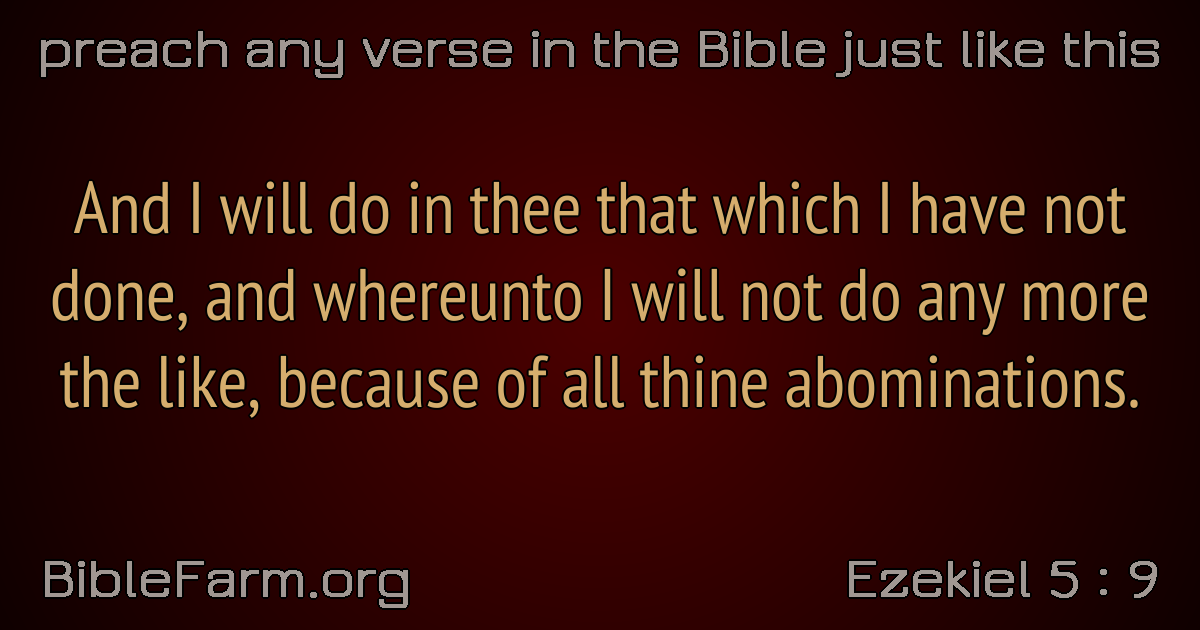 preach any verse in the Bible just like this
And I will do in thee that which I have not
done, and whereunto I will not do any more
the like, because of all thine abominations.
BibleFarm.org
Ezekiel 5 : 9